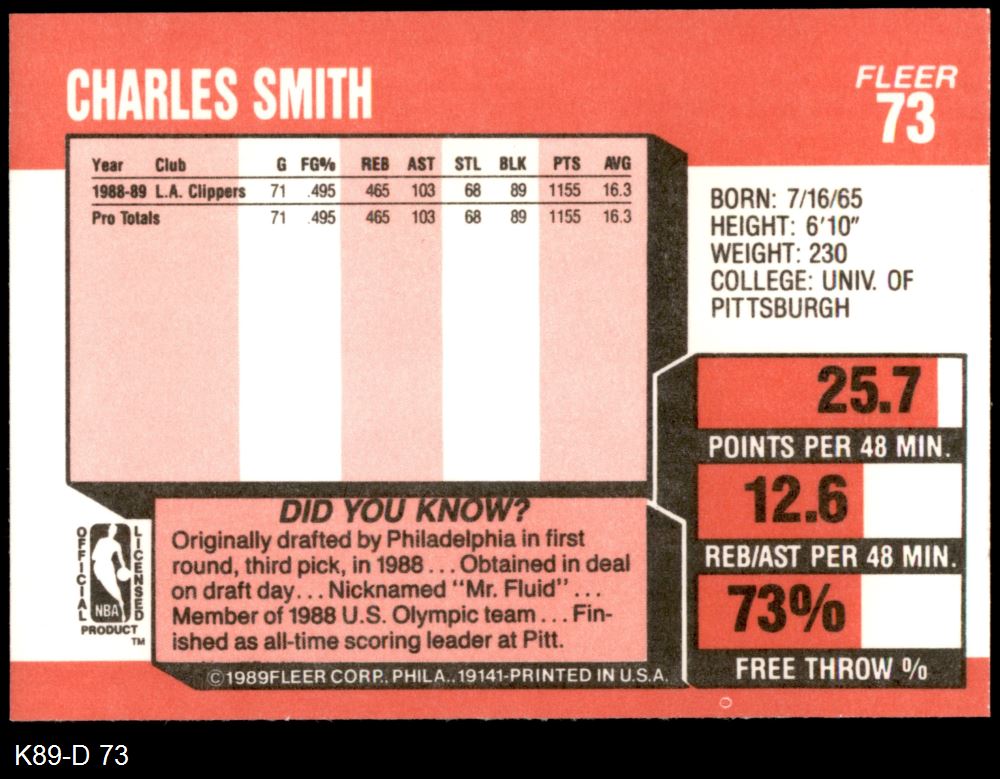 CHARLES SMITH
FLEER
73
Year Club G FG% REB AST STL BLK PTS AVG
1988-89 L.A. Clippers 71 .495 465 103 68 89 1155 16.3
Pro Totals 71 .495 465 103 68 89 1155 16.3
BORN: 7/16/65
HEIGHT: 6'10"
WEIGHT: 230
COLLEGE: UNIV. OF
PITTSBURGH
25.7
POINTS PER 48 MIN.
12.6
REB/AST PER 48 MIN.
73%
FREE THROW %
DID YOU KNOW?
Originally drafted by Philadelphia in first
round, third pick, in 1988 . . . Obtained in deal
on draft day. . . Nicknamed "Mr. Fluid" . . .
Member of 1988 U.S. Olympic team . . . Fin-
ished as all-time scoring leader at Pitt.
OFFICIAL
NBA
LICENSED
PRODUCT
TM
©1989FLEER CORP., PHILA., 19141-PRINTED IN U.S.A.
K89-D 73